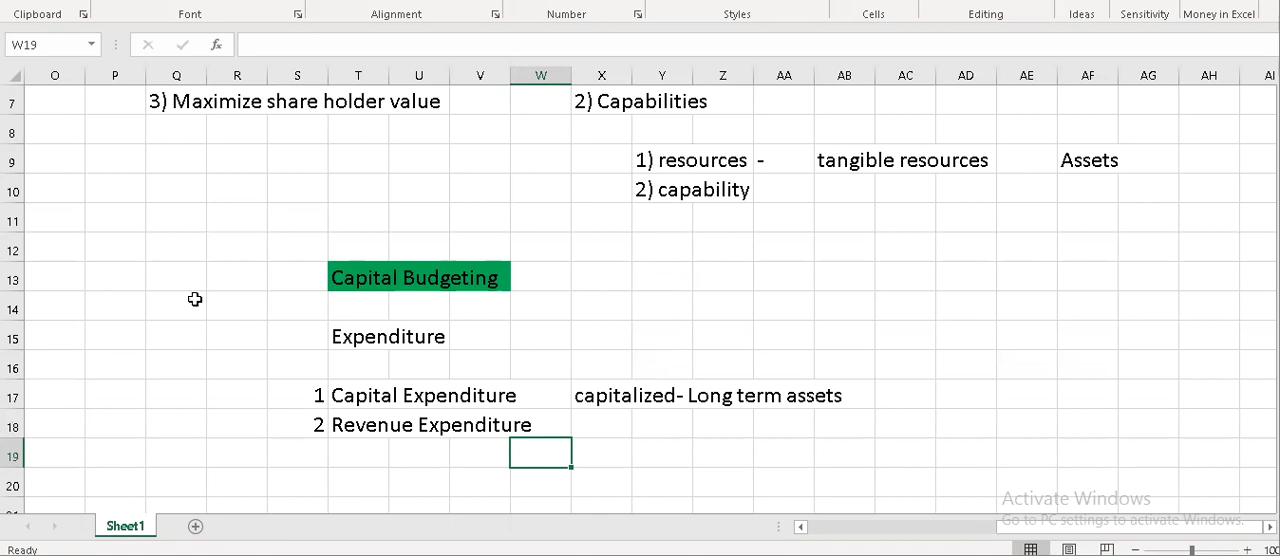 Clipboard Font Alignment Number Styles Cells Editing Ideas Sensitivity Money in Excel
W19 fx
O P Q R S T U V W X Y Z AA AB AC AD AE AF AG AH AI
7 3) Maximize share holder value 2) Capabilities
8
9 1) resources - tangible resources Assets
10 2) capability
11
12
13 Capital Budgeting
14
15 Expenditure
16
17 1 Capital Expenditure capitalized- Long term assets
18 2 Revenue Expenditure
19
20
Activate Windows
Go to PC settings to activate Windows.
Sheet1
Ready